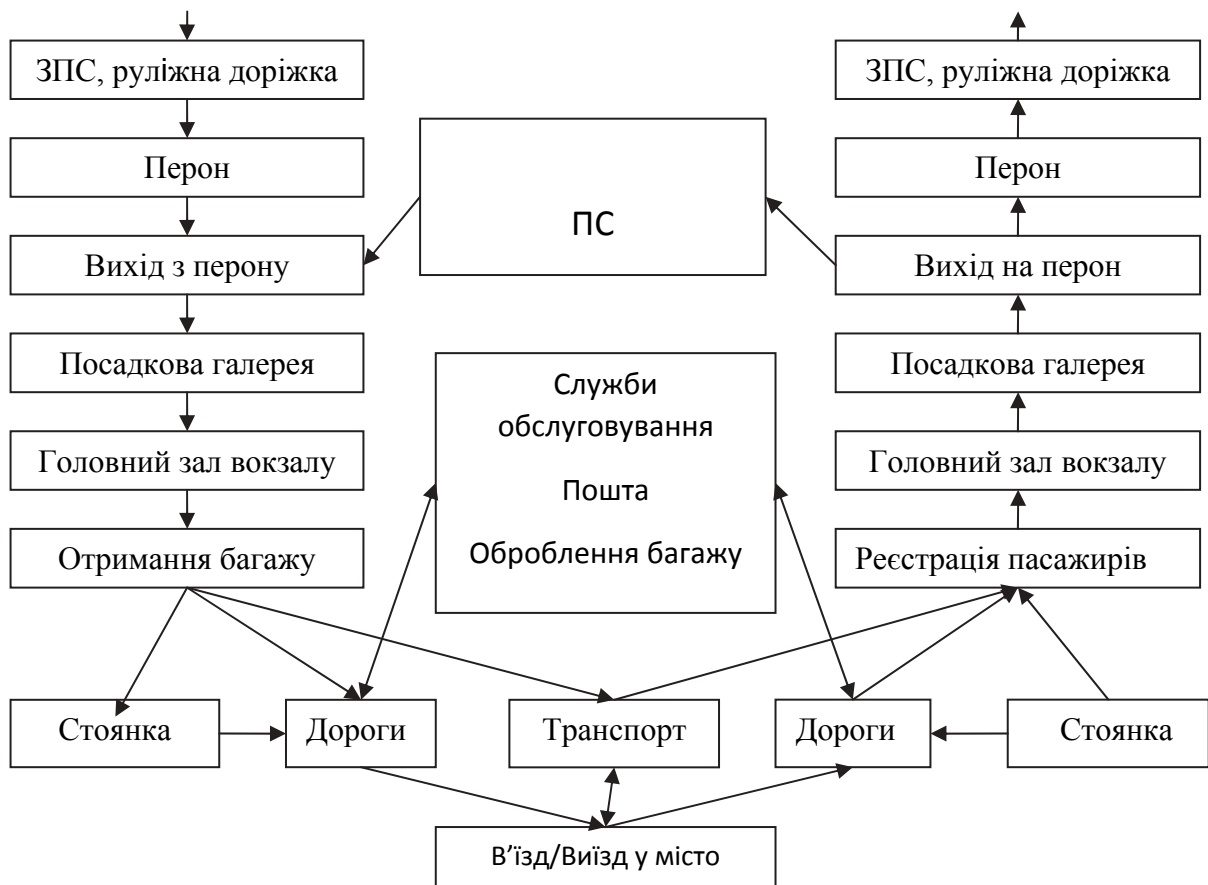 ЗПС, руліжна доріжка
Перон
Вихід з перону
Посадкова галерея
Головний зал вокзалу
Отримання багажу
ПС
Служби
обслуговування
Пошта
Оброблення багажу
ЗПС, руліжна доріжка
Перон
Вихід на перон
Посадкова галерея
Головний зал вокзалу
Реєстрація пасажирів
Стоянка
Дороги
Транспорт
Дороги
Стоянка
В’їзд/Виїзд у місто